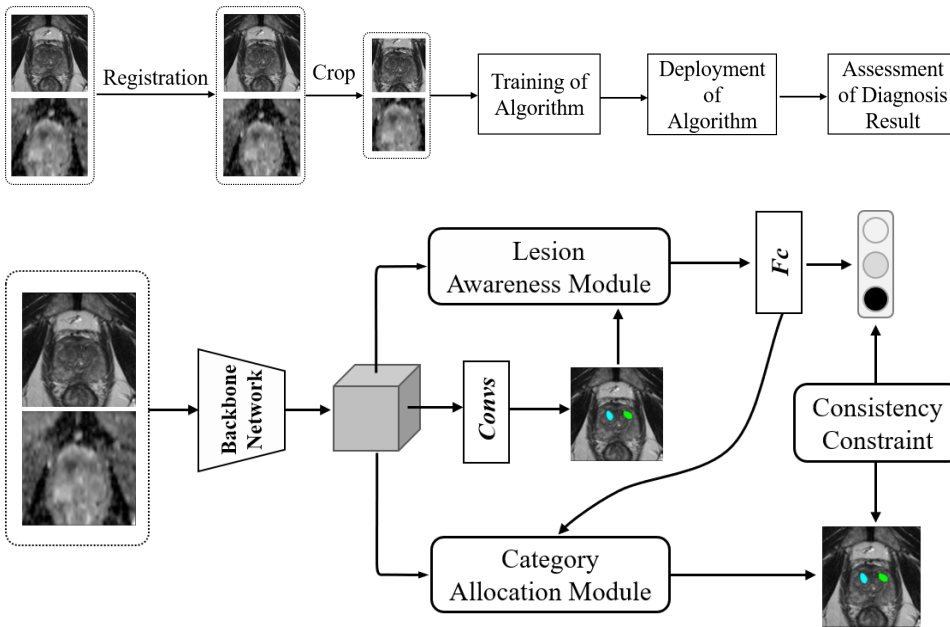 Registration
Crop
Training of
Algorithm
Deployment
of
Algorithm
Assessment
of Diagnosis
Result
Lesion
Awareness Module
Fc
Backbone
Network
Convs
Consistency
Constraint
Category
Allocation Module